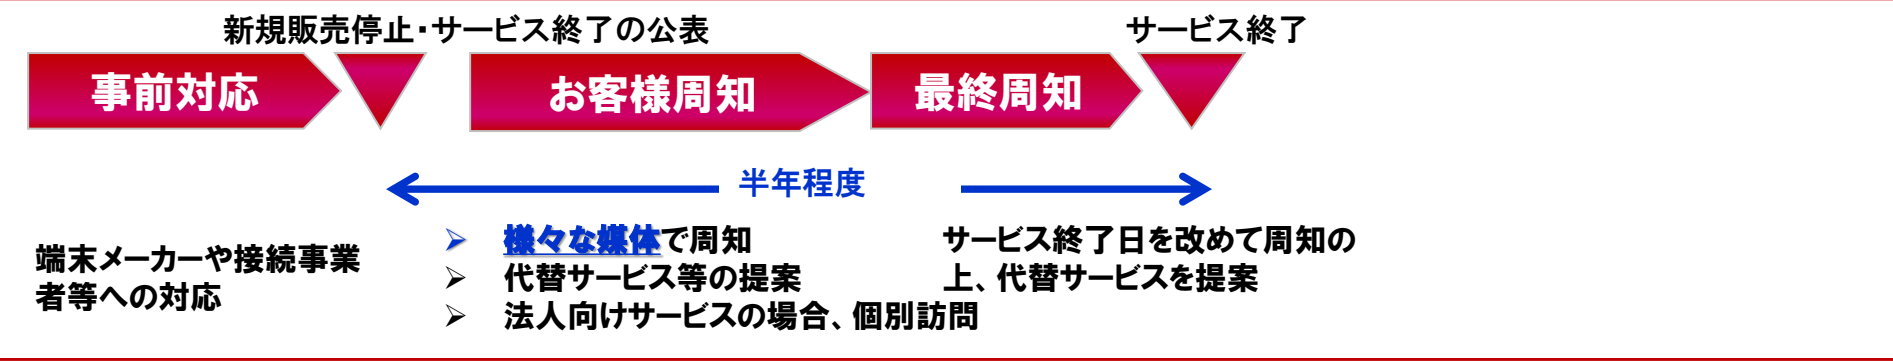 新規販売停止・サービス終了の公表
サービス終了
事前対応
お客様周知
最終周知
半年程度
端末メーカーや接続事業
者等への対応
➢ 様々な媒体で周知
➢ 代替サービス等の提案
➢ 法人向けサービスの場合、個別訪問
サービス終了日を改めて周知の
上、代替サービスを提案